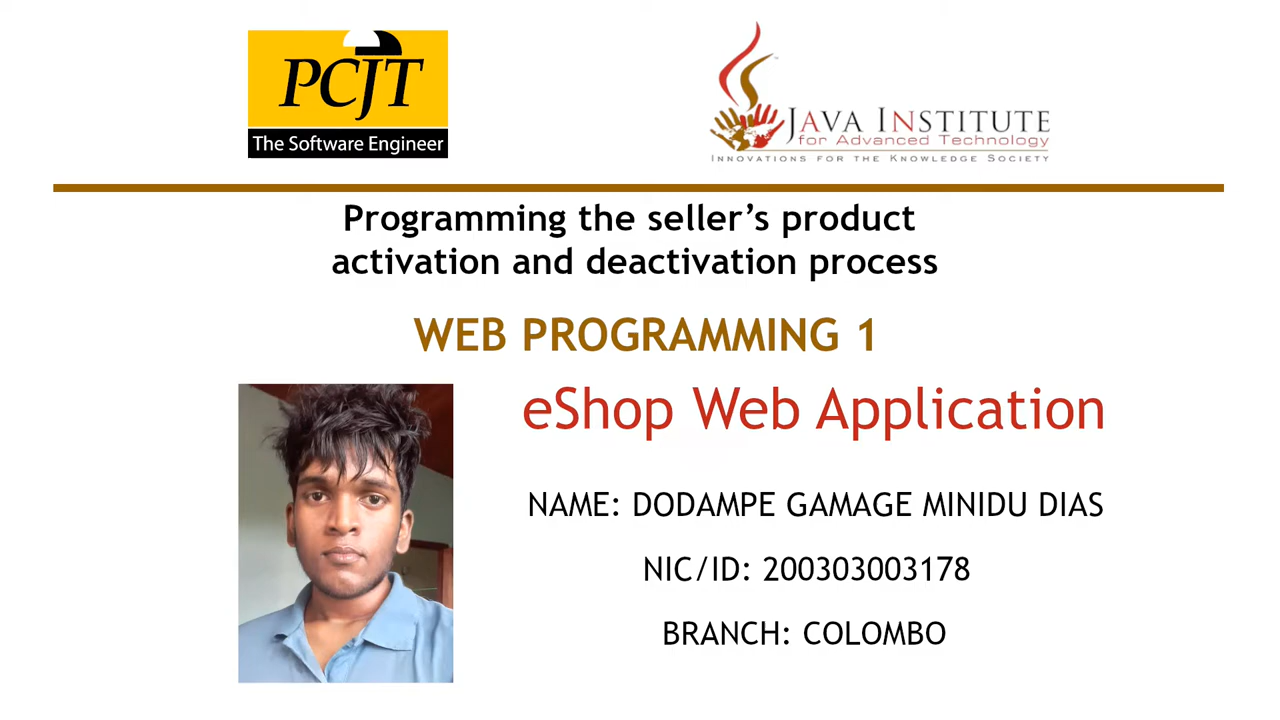 PCJT
The Software Engineer
JAVA INSTITUTE
for Advanced Technology
INNOVATIONS FOR THE KNOWLEDGE SOCIETY
Programming the seller’s product
activation and deactivation process
WEB PROGRAMMING 1
eShop Web Application
NAME: DODAMPE GAMAGE MINIDU DIAS
NIC/ID: 200303003178
BRANCH: COLOMBO